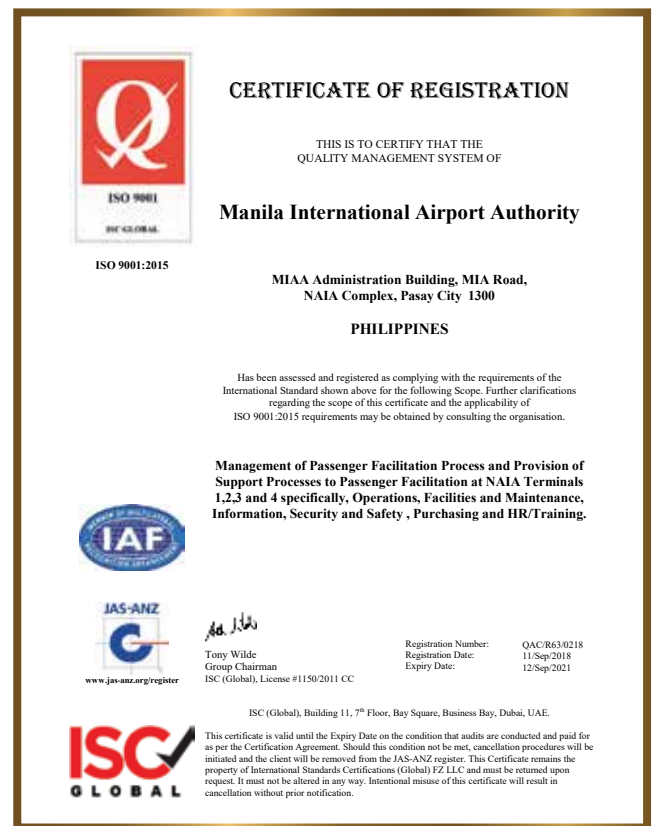 CERTIFICATE OF REGISTRATION
THIS IS TO CERTIFY THAT THE
QUALITY MANAGEMENT SYSTEM OF
ISO 9001
ISC GLOBAL
Manila International Airport Authority
ISO 9001:2015
MIAA Administration Building, MIA Road,
NAIA Complex, Pasay City 1300
PHILIPPINES
Has been assessed and registered as complying with the requirements of the
International Standard shown above for the following Scope. Further clarifications
regarding the scope of this certificate and the applicability of
ISO 9001:2015 requirements may be obtained by consulting the organisation.
Management of Passenger Facilitation Process and Provision of
Support Processes to Passenger Facilitation at NAIA Terminals
1,2,3 and 4 specifically, Operations, Facilities and Maintenance,
Information, Security and Safety , Purchasing and HR/Training.
MEMBER OF MULTILATERAL
IAF
RECOGNITION ARRANGEMENT
JAS-ANZ
www.jas-anz.org/register
Tony Wilde
Group Chairman
ISC (Global), License #1150/2011 CC
Registration Number: QAC/R63/0218
Registration Date: 11/Sep/2018
Expiry Date: 12/Sep/2021
ISC (Global), Building 11, 7th Floor, Bay Square, Business Bay, Dubai, UAE.
ISC
GLOBAL
This certificate is valid until the Expiry Date on the condition that audits are conducted and paid for
as per the Certification Agreement. Should this condition not be met, cancellation procedures will be
initiated and the client will be removed from the JAS-ANZ register. This Certificate remains the
property of International Standards Certifications (Global) FZ LLC and must be returned upon
request. It must not be altered in any way. Intentional misuse of this certificate will result in
cancellation without prior notification.